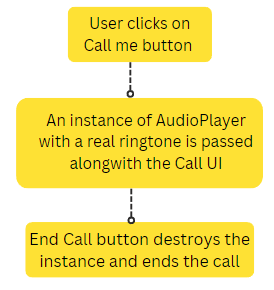 User clicks on
Call me button
An instance of AudioPlayer
with a real ringtone is passed
alongwith the Call UI
End Call button destroys the
instance and ends the call